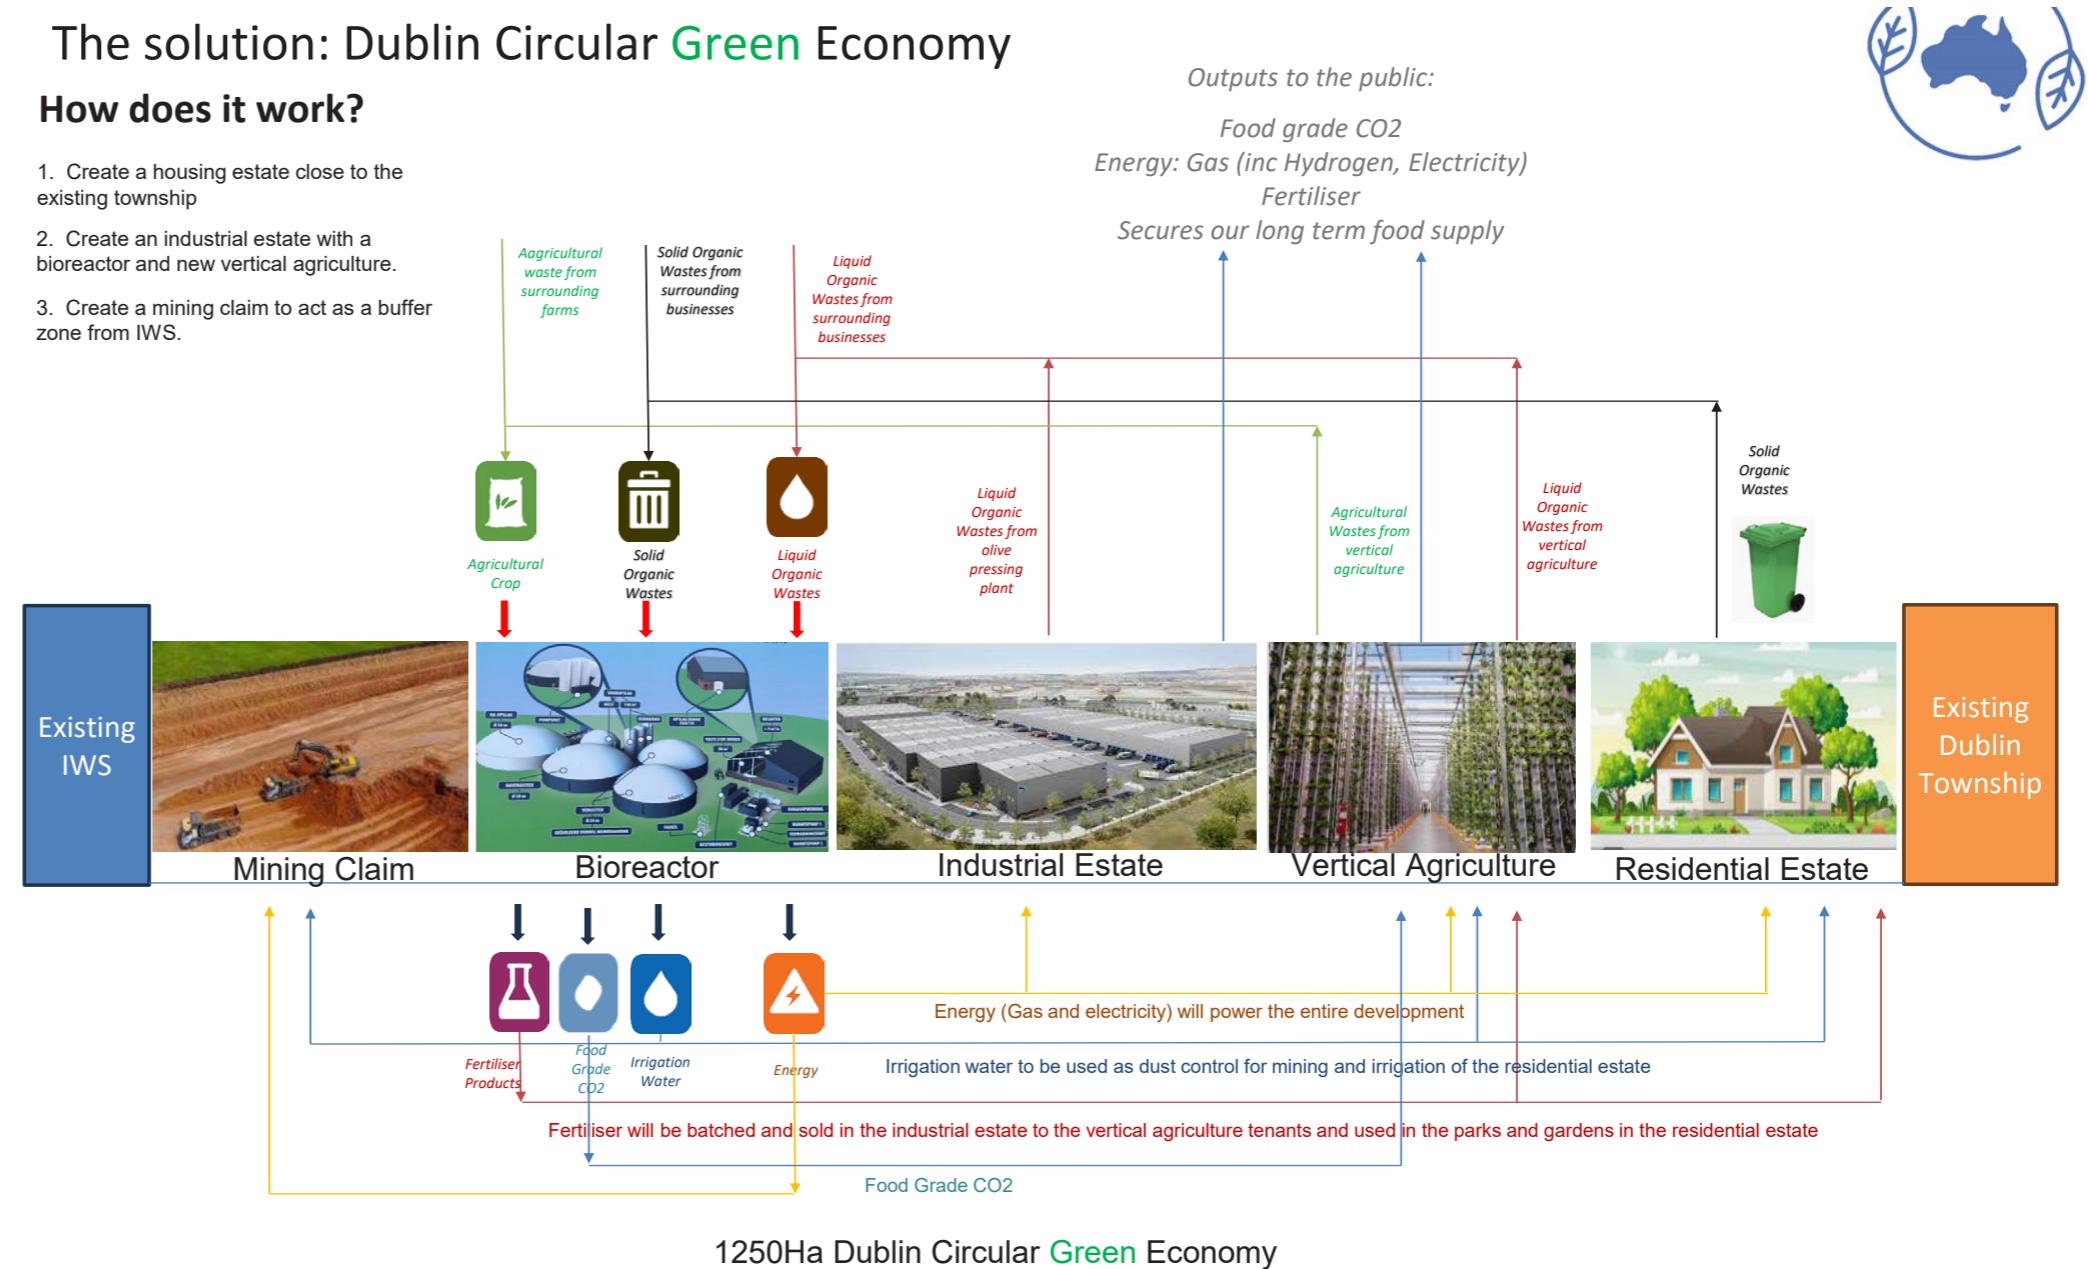 The solution: Dublin Circular Green Economy
How does it work?
1. Create a housing estate close to the
existing township
2. Create an industrial estate with a
bioreactor and new vertical agriculture.
3. Create a mining claim to act as a buffer
zone from IWS.
Outputs to the public:
Food grade CO2
Energy: Gas (inc Hydrogen, Electricity)
Fertiliser
Secures our long term food supply
Aagricultural
waste from
surrounding
farms
Solid Organic
Wastes from
surrounding
businesses
Liquid
Organic
Wastes from
surrounding
businesses
Agricultural
Crop
Solid
Organic
Wastes
Liquid
Organic
Wastes
Liquid
Organic
Wastes from
olive
pressing
plant
Agricultural
Wastes from
vertical
agriculture
Liquid
Organic
Wastes from
vertical
agriculture
Solid
Organic
Wastes
Existing
IWS
Mining Claim
Bioreactor
Industrial Estate
Vertical Agriculture
Residential Estate
Existing
Dublin
Township
Fertiliser
Products
Food
Grade
CO2
Irrigation
Water
Energy
Energy (Gas and electricity) will power the entire development
Irrigation water to be used as dust control for mining and irrigation of the residential estate
Fertiliser will be batched and sold in the industrial estate to the vertical agriculture tenants and used in the parks and gardens in the residential estate
Food Grade CO2
1250Ha Dublin Circular Green Economy